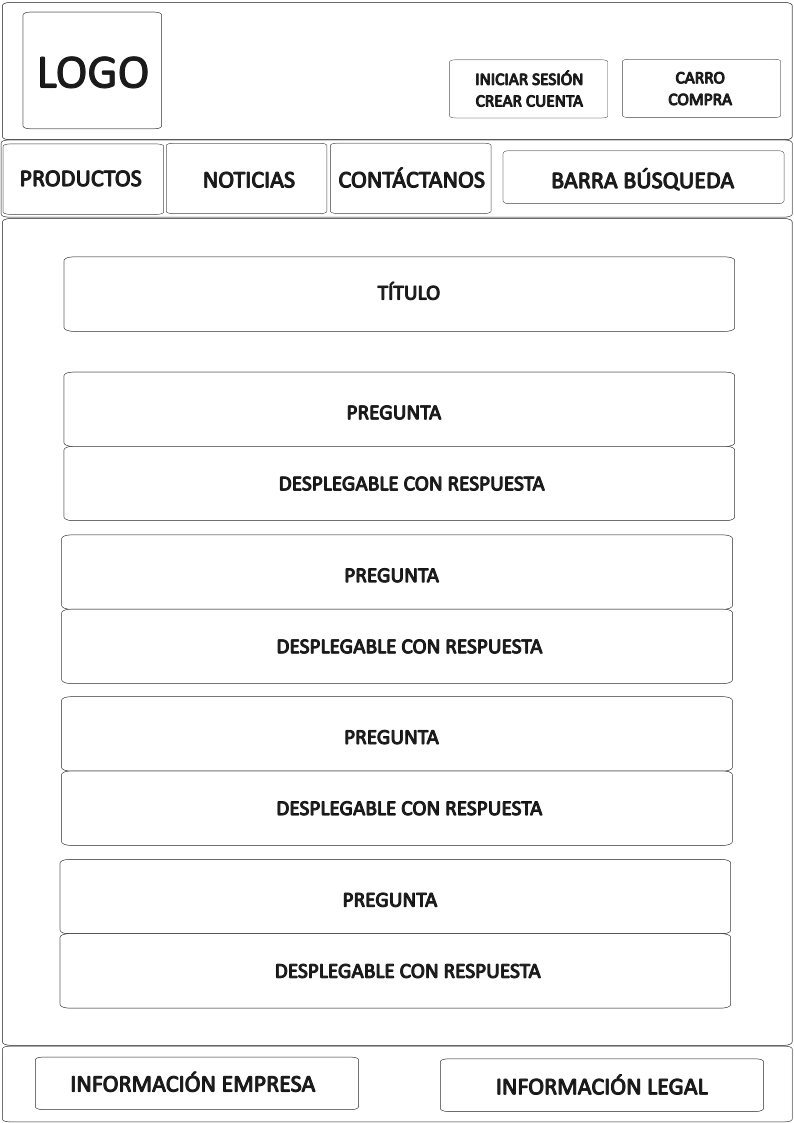 LOGO
INICIAR SESIÓN
CREAR CUENTA
CARRO
COMPRA
PRODUCTOS
NOTICIAS
CONTÁCTANOS
BARRA BÚSQUEDA
TÍTULO
PREGUNTA
DESPLEGABLE CON RESPUESTA
PREGUNTA
DESPLEGABLE CON RESPUESTA
PREGUNTA
DESPLEGABLE CON RESPUESTA
PREGUNTA
DESPLEGABLE CON RESPUESTA
INFORMACIÓN EMPRESA
INFORMACIÓN LEGAL